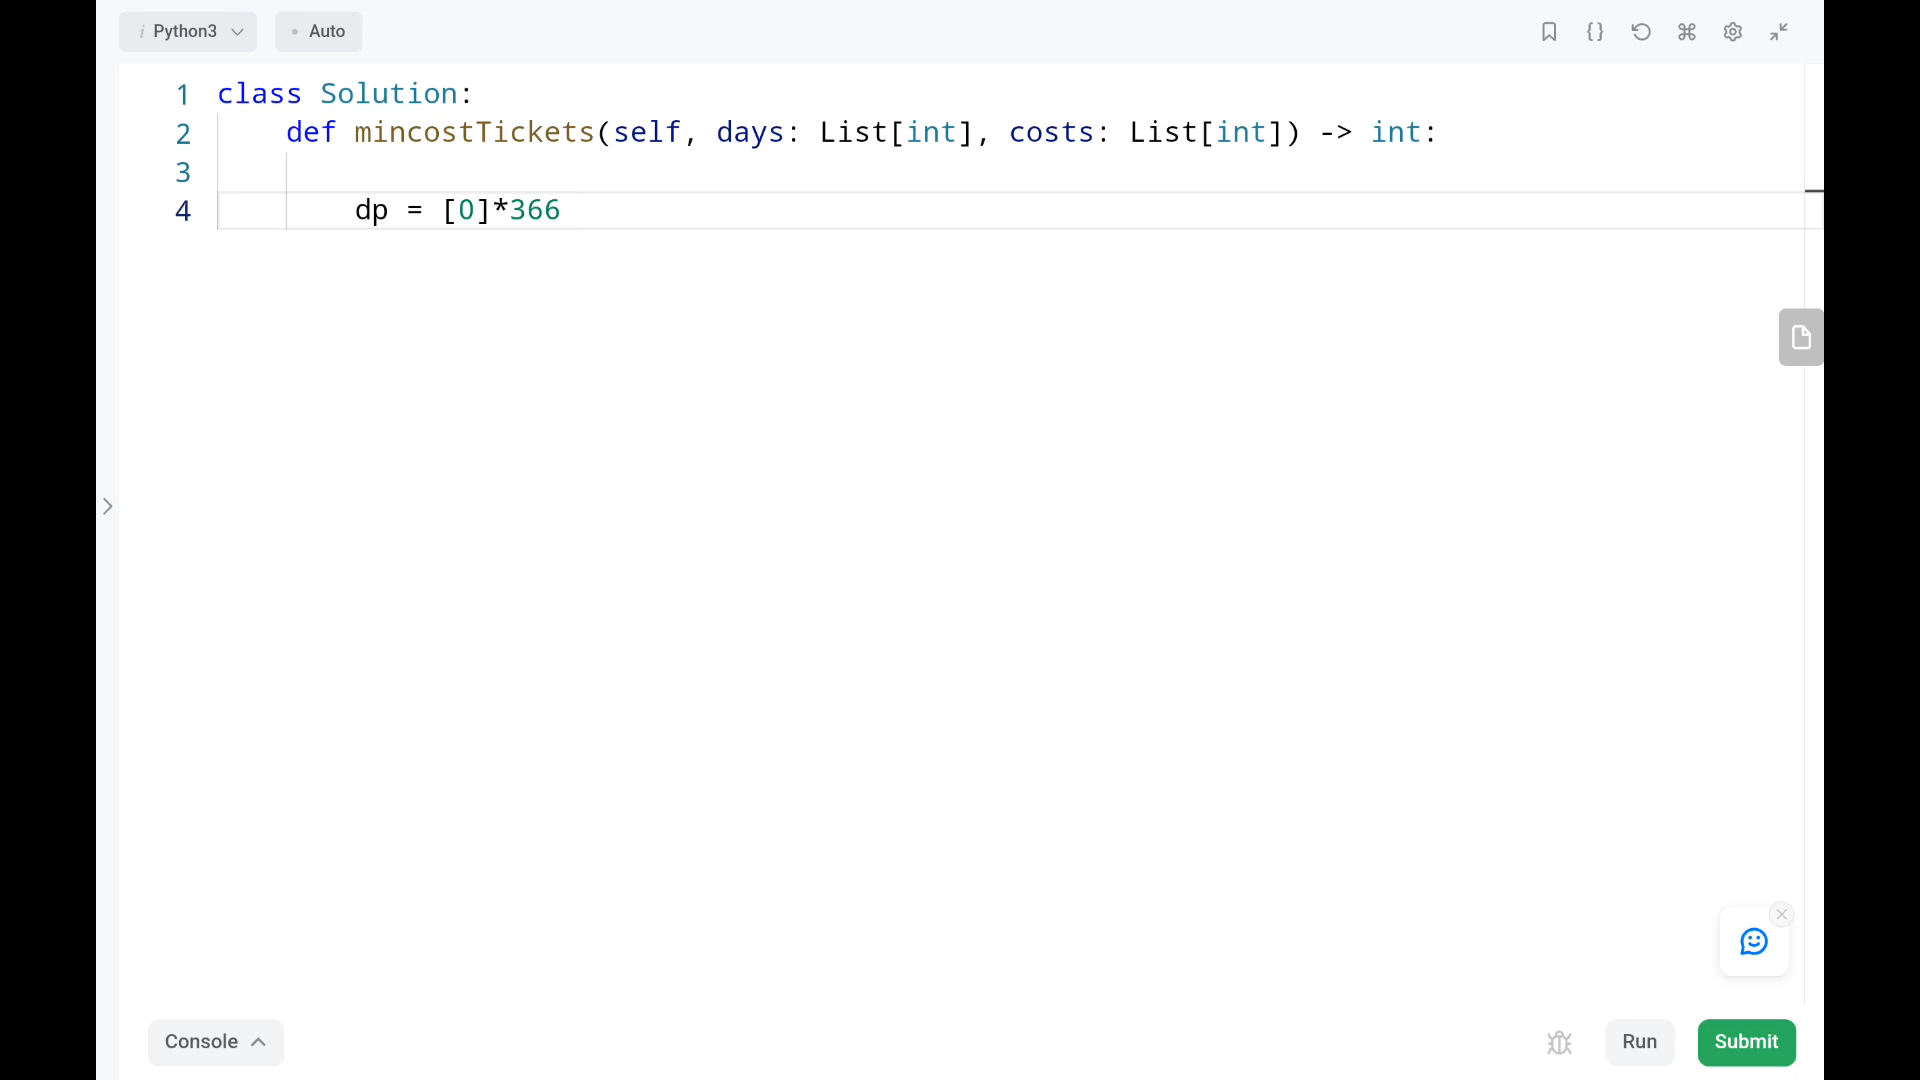 i Python3
Auto
1 class Solution:
2     def mincostTickets(self, days: List[int], costs: List[int]) -> int:
3
4         dp = [0]*366
Console
Run
Submit